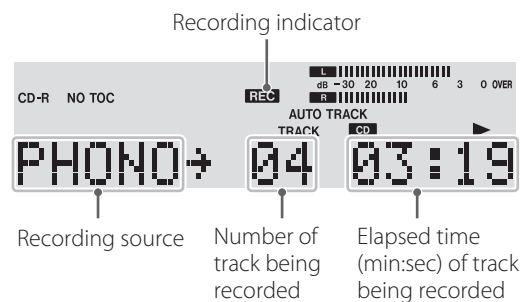 Recording indicator
L
dB -30 20 10 6 3 0 OVER
CD-R NO TOC REC R
AUTO TRACK
TRACK CD
PHONO→ 04 03:19
Recording source
Number of
track being
recorded
Elapsed time
(min:sec) of track
being recorded